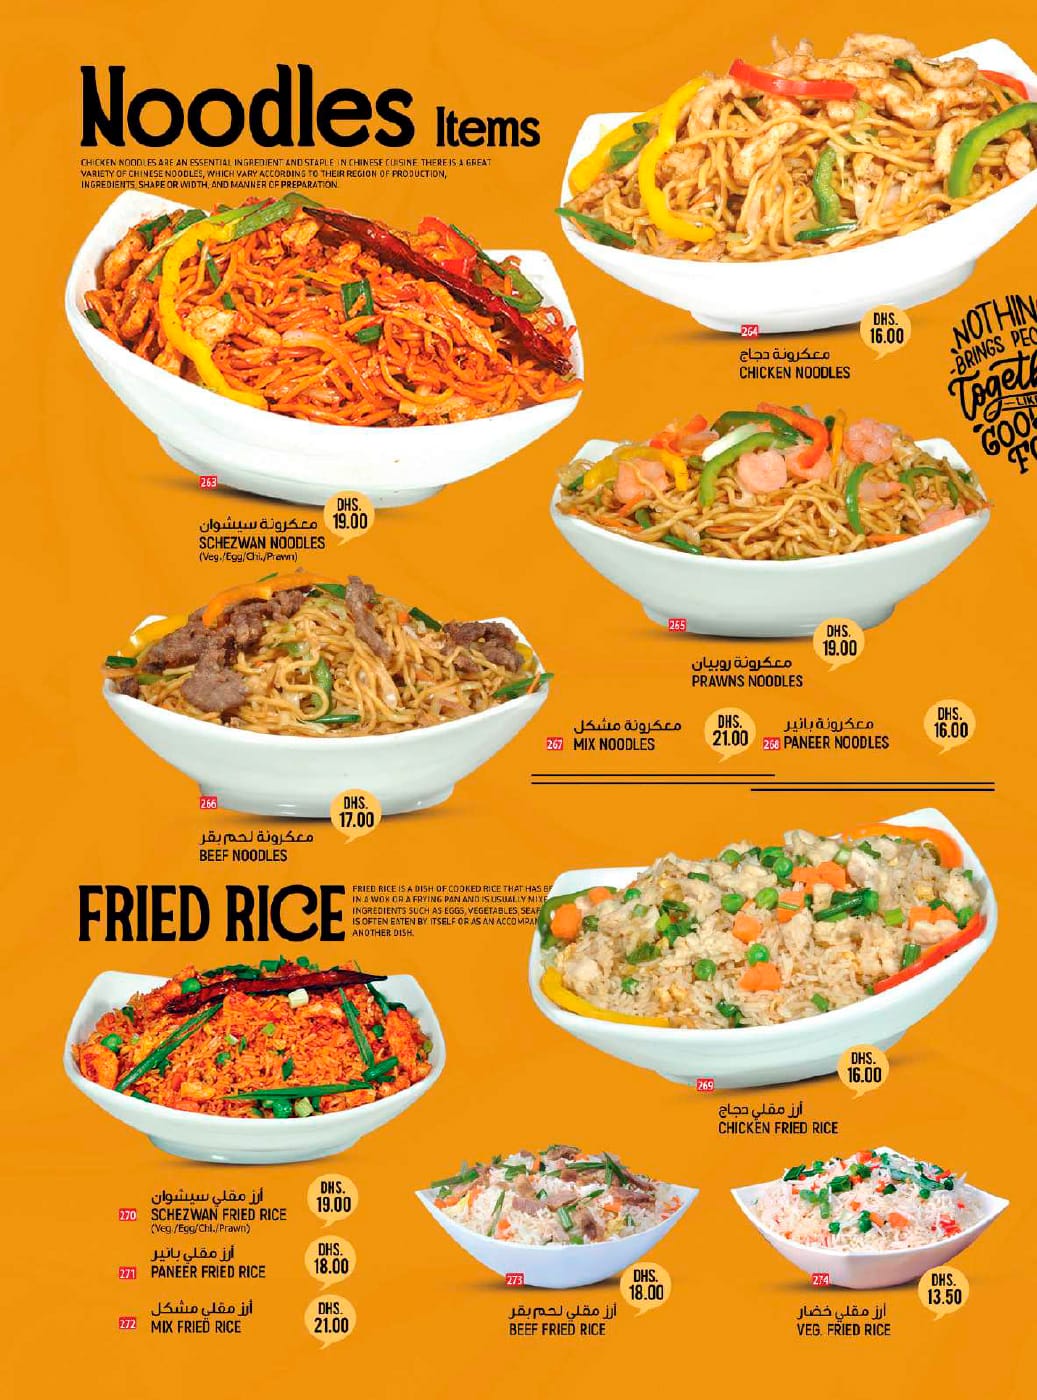 Noodles Items
CHICKEN NOODLES ARE AN ESSENTIAL INGREDIENT AND STAPLE IN CHINESE CUISINE. THERE IS A GREAT
VARIETY OF CHINESE NOODLES, WHICH VARY ACCORDING TO THEIR REGION OF PRODUCTION,
INGREDIENTS, SHAPE OR WIDTH, AND MANNER OF PREPARATION.
264
DHS.
16.00
معكرونة دجاج
CHICKEN NOODLES
NOTHIN
BRINGS PEO
Togeth
LIK
GOO
F
263
DHS.
19.00
معكرونة سيشوان
SCHEZWAN NOODLES
(Veg./Egg/Chi./Prawn)
265
DHS.
19.00
معكرونة روبيان
PRAWNS NOODLES
267
معكرونة مشكل
MIX NOODLES
DHS.
21.00
268
معكرونة بانير
PANEER NOODLES
DHS.
16.00
266
DHS.
17.00
معكرونة لحم بقر
BEEF NOODLES
FRIED RICE
FRIED RICE IS A DISH OF COOKED RICE THAT HAS BE
IN A WOK OR A FRYING PAN AND IS USUALLY MIXE
INGREDIENTS SUCH AS EGGS, VEGETABLES, SEAF
IS OFTEN EATEN BY ITSELF OR AS AN ACCOMPAN
ANOTHER DISH.
269
DHS.
16.00
أرز مقلي دجاج
CHICKEN FRIED RICE
270
أرز مقلي سيشوان
SCHEZWAN FRIED RICE
(Veg./Egg/Chi./Prawn)
DHS.
19.00
271
أرز مقلي بانير
PANEER FRIED RICE
DHS.
18.00
272
أرز مقلي مشكل
MIX FRIED RICE
DHS.
21.00
273
DHS.
18.00
أرز مقلي لحم بقر
BEEF FRIED RICE
274
DHS.
13.50
أرز مقلي خضار
VEG. FRIED RICE